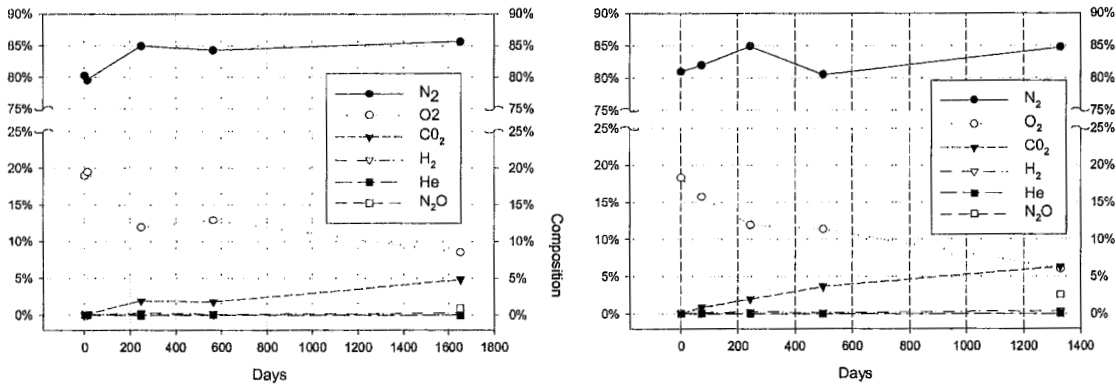 90%
85%
80%
75%
25%
20%
15%
10%
5%
0%
90%
85%
80%
75%
25%
20%
15%
10%
5%
0%
0 200 400 600 800 1000 1200 1400 1600 1800
Days
N2
O2
CO₂
H₂
He
N₂O
Composition
90%
85%
80%
75%
25%
20%
15%
10%
5%
0%
90%
85%
80%
75%
25%
20%
15%
10%
5%
0%
0 200 400 600 800 1000 1200 1400
Days
N₂
O₂
CO₂
H₂
He
N₂O